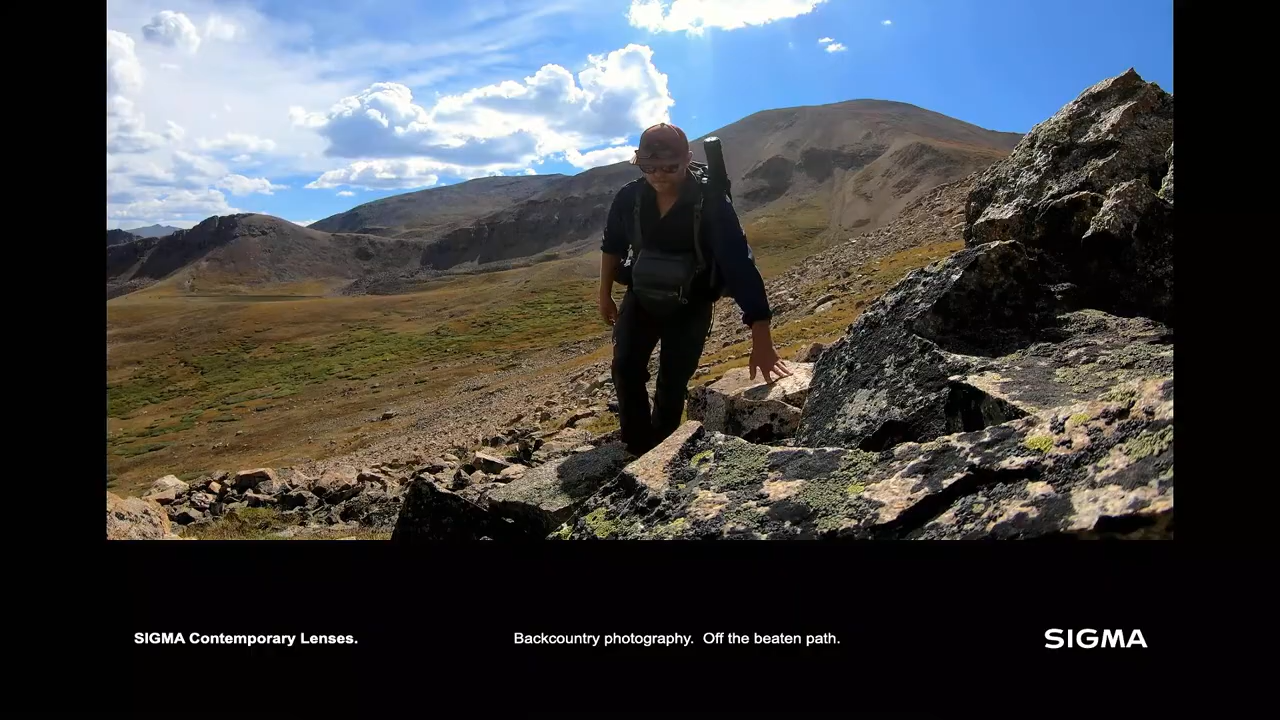 SIGMA Contemporary Lenses.
Backcountry photography.  Off the beaten path.
SIGMA